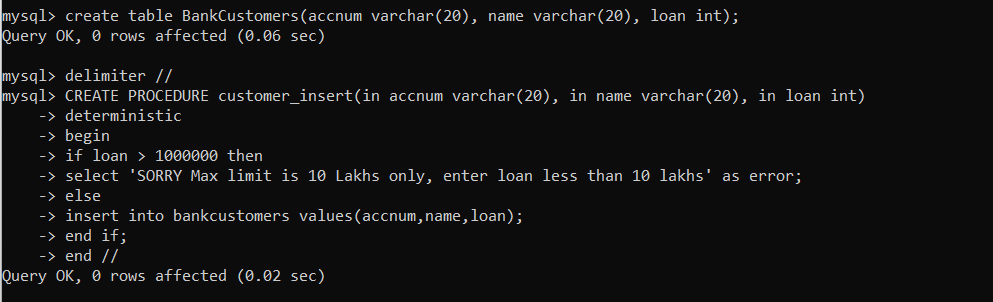 mysql> create table BankCustomers(accnum varchar(20), name varchar(20), loan int);
Query OK, 0 rows affected (0.06 sec)
mysql> delimiter //
mysql> CREATE PROCEDURE customer_insert(in accnum varchar(20), in name varchar(20), in loan int)
    -> deterministic
    -> begin
    -> if loan > 1000000 then
    -> select 'SORRY Max limit is 10 Lakhs only, enter loan less than 10 lakhs' as error;
    -> else
    -> insert into bankcustomers values(accnum,name,loan);
    -> end if;
    -> end //
Query OK, 0 rows affected (0.02 sec)